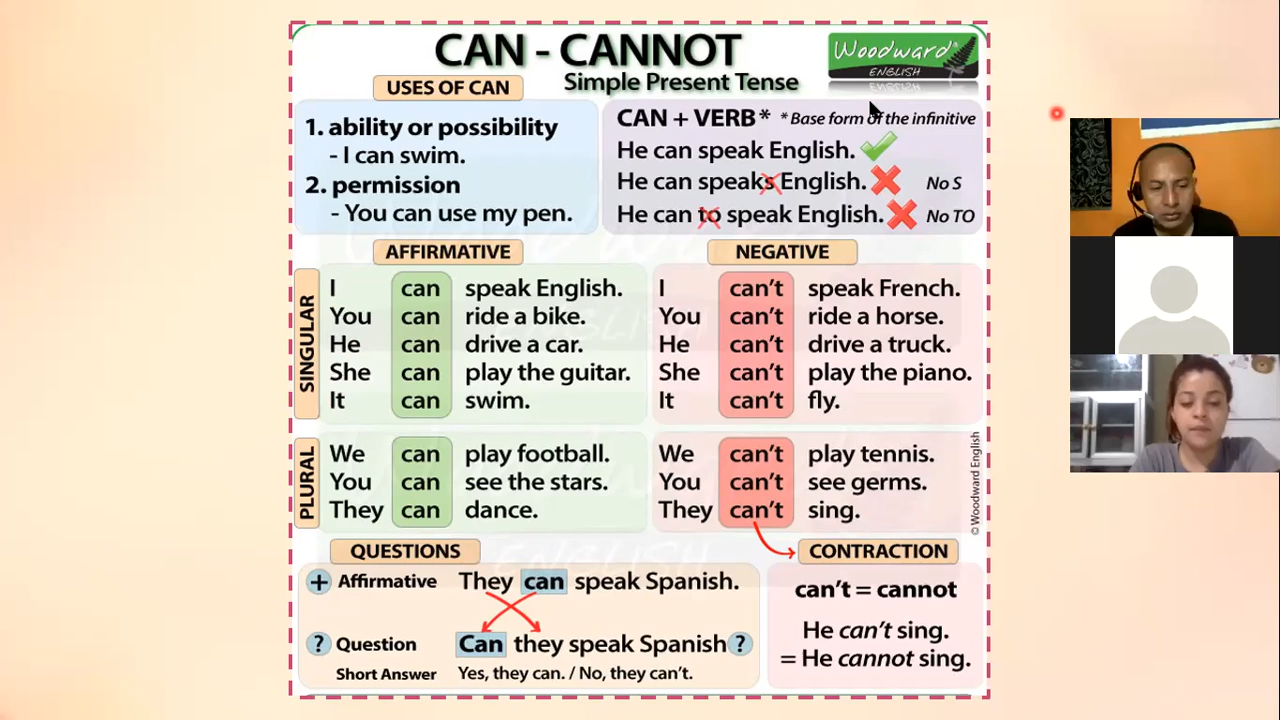 CAN - CANNOT
Simple Present Tense
Woodward®
ENGLISH
USES OF CAN
1. ability or possibility
- I can swim.
2. permission
- You can use my pen.
CAN + VERB* * Base form of the infinitive
He can speak English.
He can speaks English. No S
He can to speak English. No TO
AFFIRMATIVE
SINGULAR
I can speak English.
You can ride a bike.
He can drive a car.
She can play the guitar.
It can swim.
PLURAL
We can play football.
You can see the stars.
They can dance.
NEGATIVE
I can't speak French.
You can't ride a horse.
He can't drive a truck.
She can't play the piano.
It can't fly.
We can't play tennis.
You can't see germs.
They can't sing.
© Woodward English
QUESTIONS
+ Affirmative They can speak Spanish.
? Question Can they speak Spanish?
Short Answer Yes, they can. / No, they can't.
CONTRACTION
can't = cannot
He can't sing.
= He cannot sing.